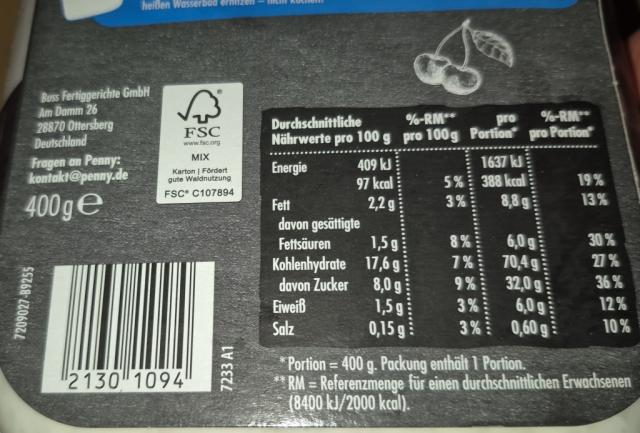 heißen Wasserbad erhitzen – nicht kochen.
Buss Fertiggerichte GmbH
Am Damm 26
28870 Ottersberg
Deutschland
Fragen an Penny:
kontakt@penny.de
400g e
FSC
www.fsc.org
MIX
Karton | Fördert
gute Waldnutzung
FSC® C107894
Durchschnittliche %-RM** pro %-RM**
Nährwerte pro 100 g pro 100g Portion* pro Portion*
Energie 409 kJ 1637 kJ
97 kcal 5% 388 kcal 19%
Fett 2,2 g 3% 8,8 g 13%
davon gesättigte
Fettsäuren 1,5 g 8% 6,0 g 30%
Kohlenhydrate 17,6 g 7% 70,4 g 27%
davon Zucker 8,0 g 9% 32,0 g 36%
Eiweiß 1,5 g 3% 6,0 g 12%
Salz 0,15 g 3% 0,60 g 10%
*Portion = 400 g. Packung enthält 1 Portion.
**RM = Referenzmenge für einen durchschnittlichen Erwachsenen
(8400 kJ/2000 kcal).
7209027-B9255
2130 1094
7233 A1